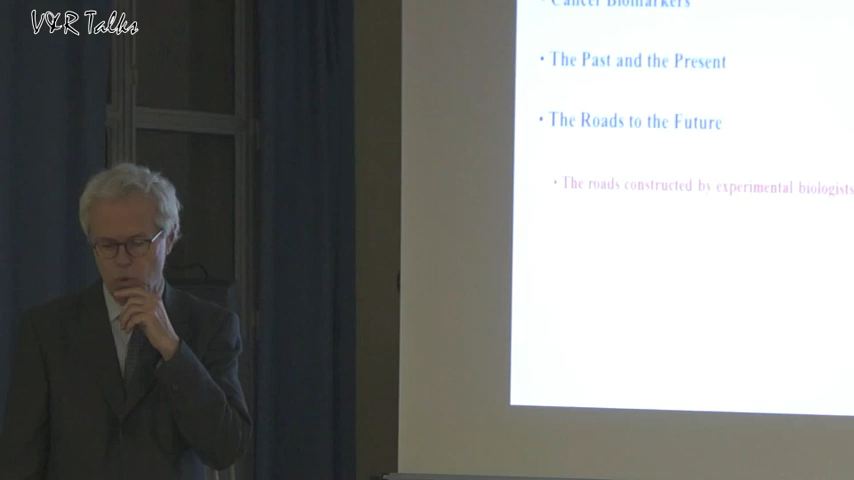 V&R Talks
• Cancer Biomarkers
• The Past and the Present
• The Roads to the Future
• The roads constructed by experimental biologists